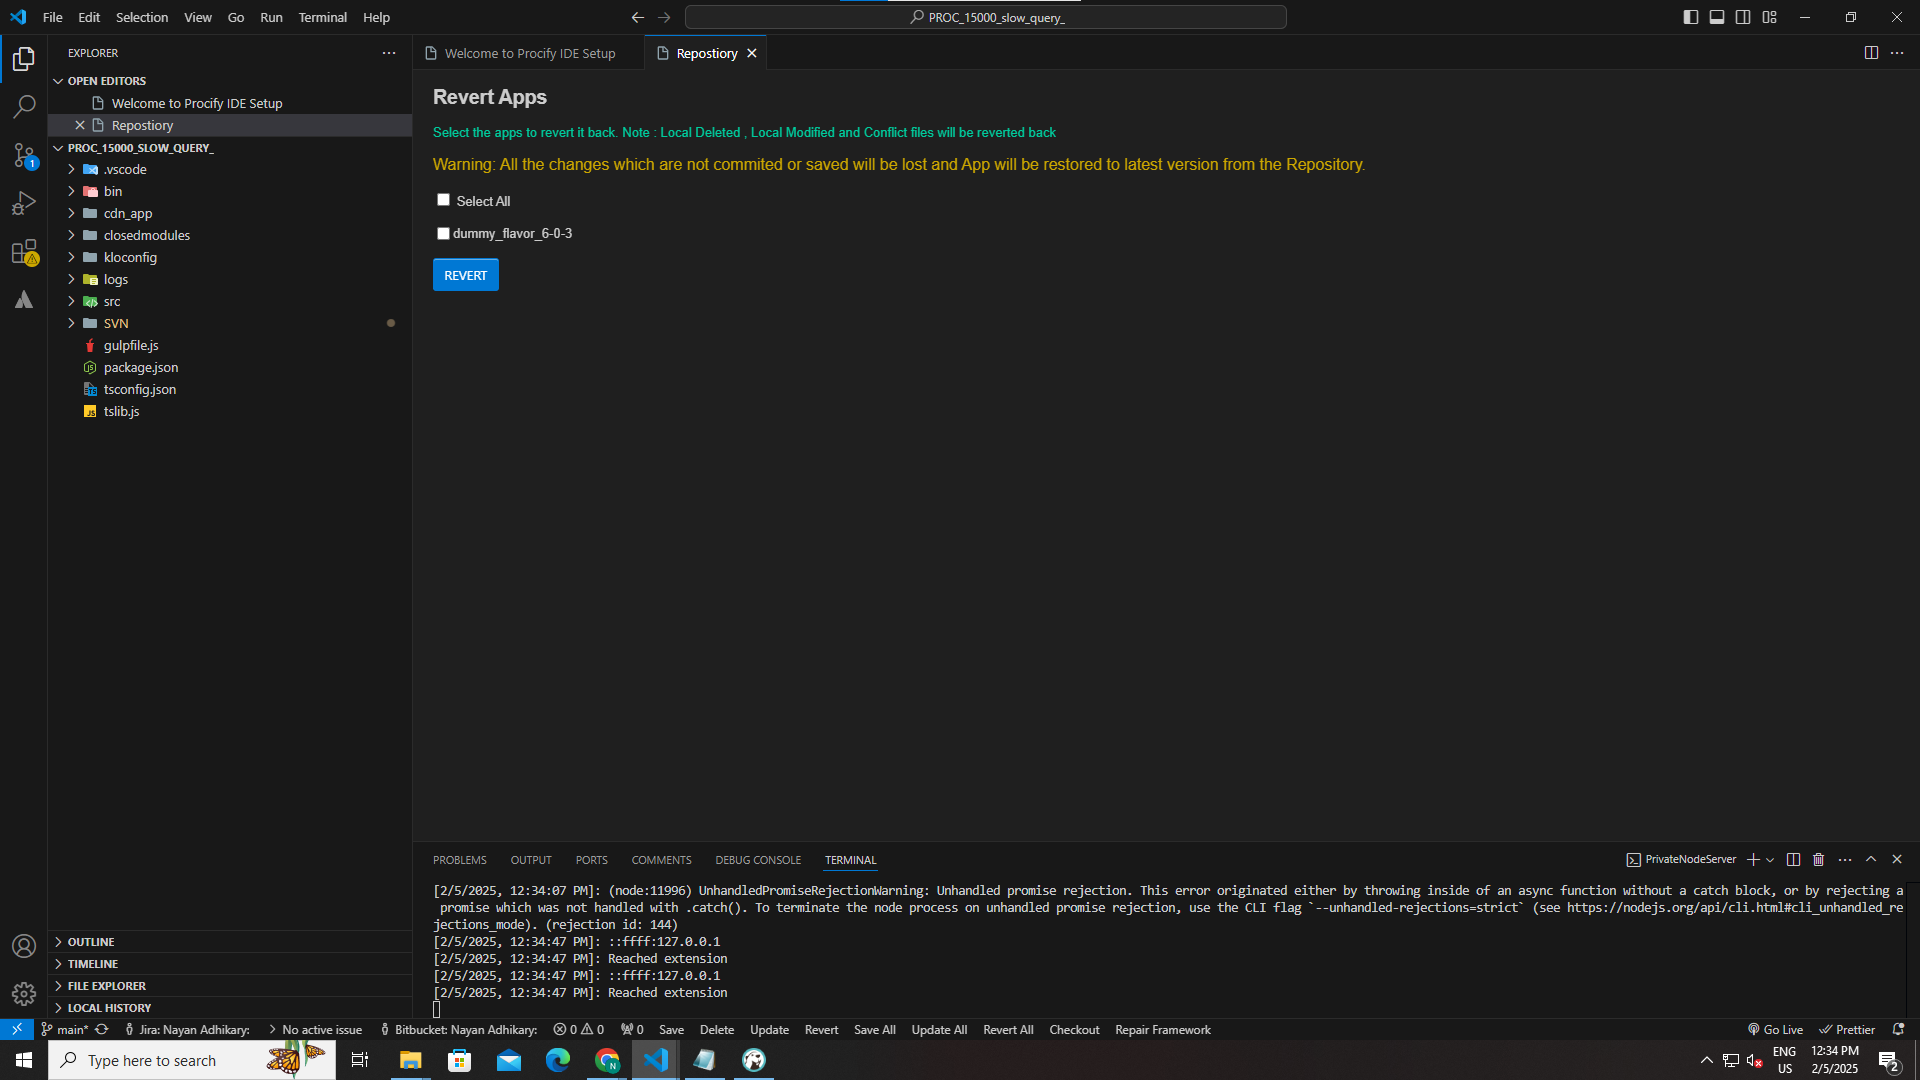 File Edit Selection View Go Run Terminal Help
PROC_15000_slow_query_
EXPLORER
OPEN EDITORS
Welcome to Procify IDE Setup
Repostiory
PROC_15000_SLOW_QUERY_
.vscode
bin
cdn_app
closedmodules
kloconfig
logs
src
SVN
gulpfile.js
package.json
tsconfig.json
tslib.js
OUTLINE
TIMELINE
FILE EXPLORER
LOCAL HISTORY
1
Welcome to Procify IDE Setup Repostiory
Revert Apps
Select the apps to revert it back. Note : Local Deleted , Local Modified and Conflict files will be reverted back
Warning: All the changes which are not commited or saved will be lost and App will be restored to latest version from the Repository.
Select All
dummy_flavor_6-0-3
REVERT
PROBLEMS OUTPUT PORTS COMMENTS DEBUG CONSOLE TERMINAL PrivateNodeServer
[2/5/2025, 12:34:07 PM]: (node:11996) UnhandledPromiseRejectionWarning: Unhandled promise rejection. This error originated either by throwing inside of an async function without a catch block, or by rejecting a
promise which was not handled with .catch(). To terminate the node process on unhandled promise rejection, use the CLI flag `--unhandled-rejections=strict` (see https://nodejs.org/api/cli.html#cli_unhandled_re
jections_mode). (rejection id: 144)
[2/5/2025, 12:34:47 PM]: ::ffff:127.0.0.1
[2/5/2025, 12:34:47 PM]: Reached extension
[2/5/2025, 12:34:47 PM]: ::ffff:127.0.0.1
[2/5/2025, 12:34:47 PM]: Reached extension
main* Jira: Nayan Adhikary: No active issue Bitbucket: Nayan Adhikary: 0 0 0 Save Delete Update Revert Save All Update All Revert All Checkout Repair Framework Go Live Prettier
Type here to search
ENG
US
12:34 PM
2/5/2025
2